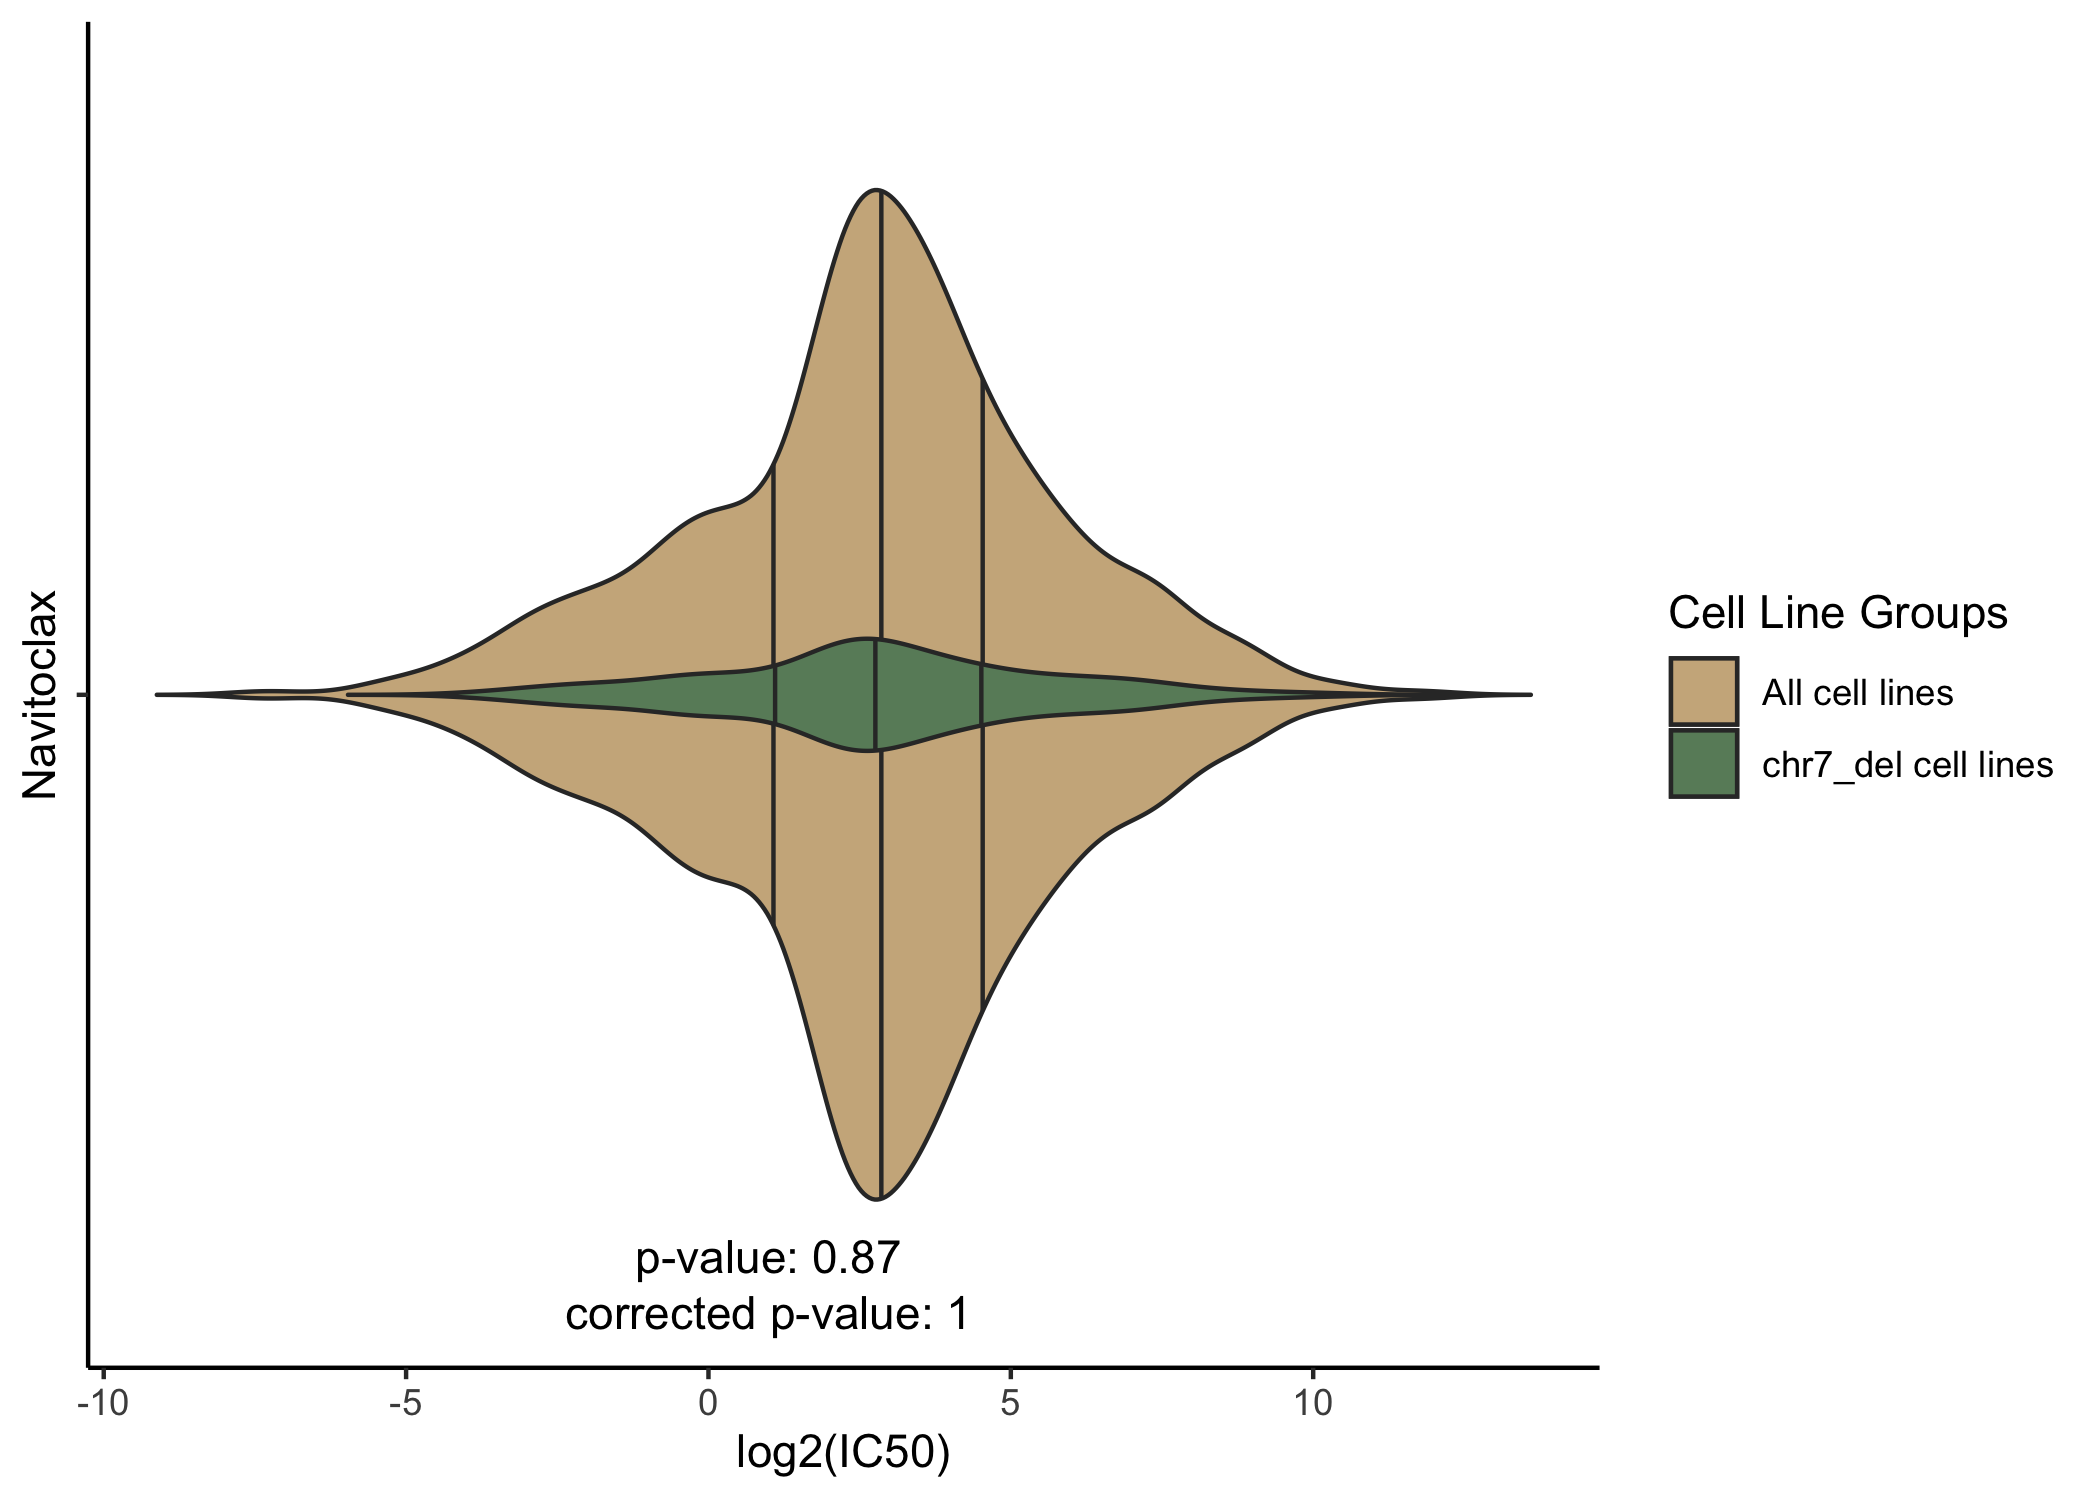 Navitoclax
p-value: 0.87
corrected p-value: 1
-10
-5
0
5
10
log2(IC50)
Cell Line Groups
All cell lines
chr7_del cell lines